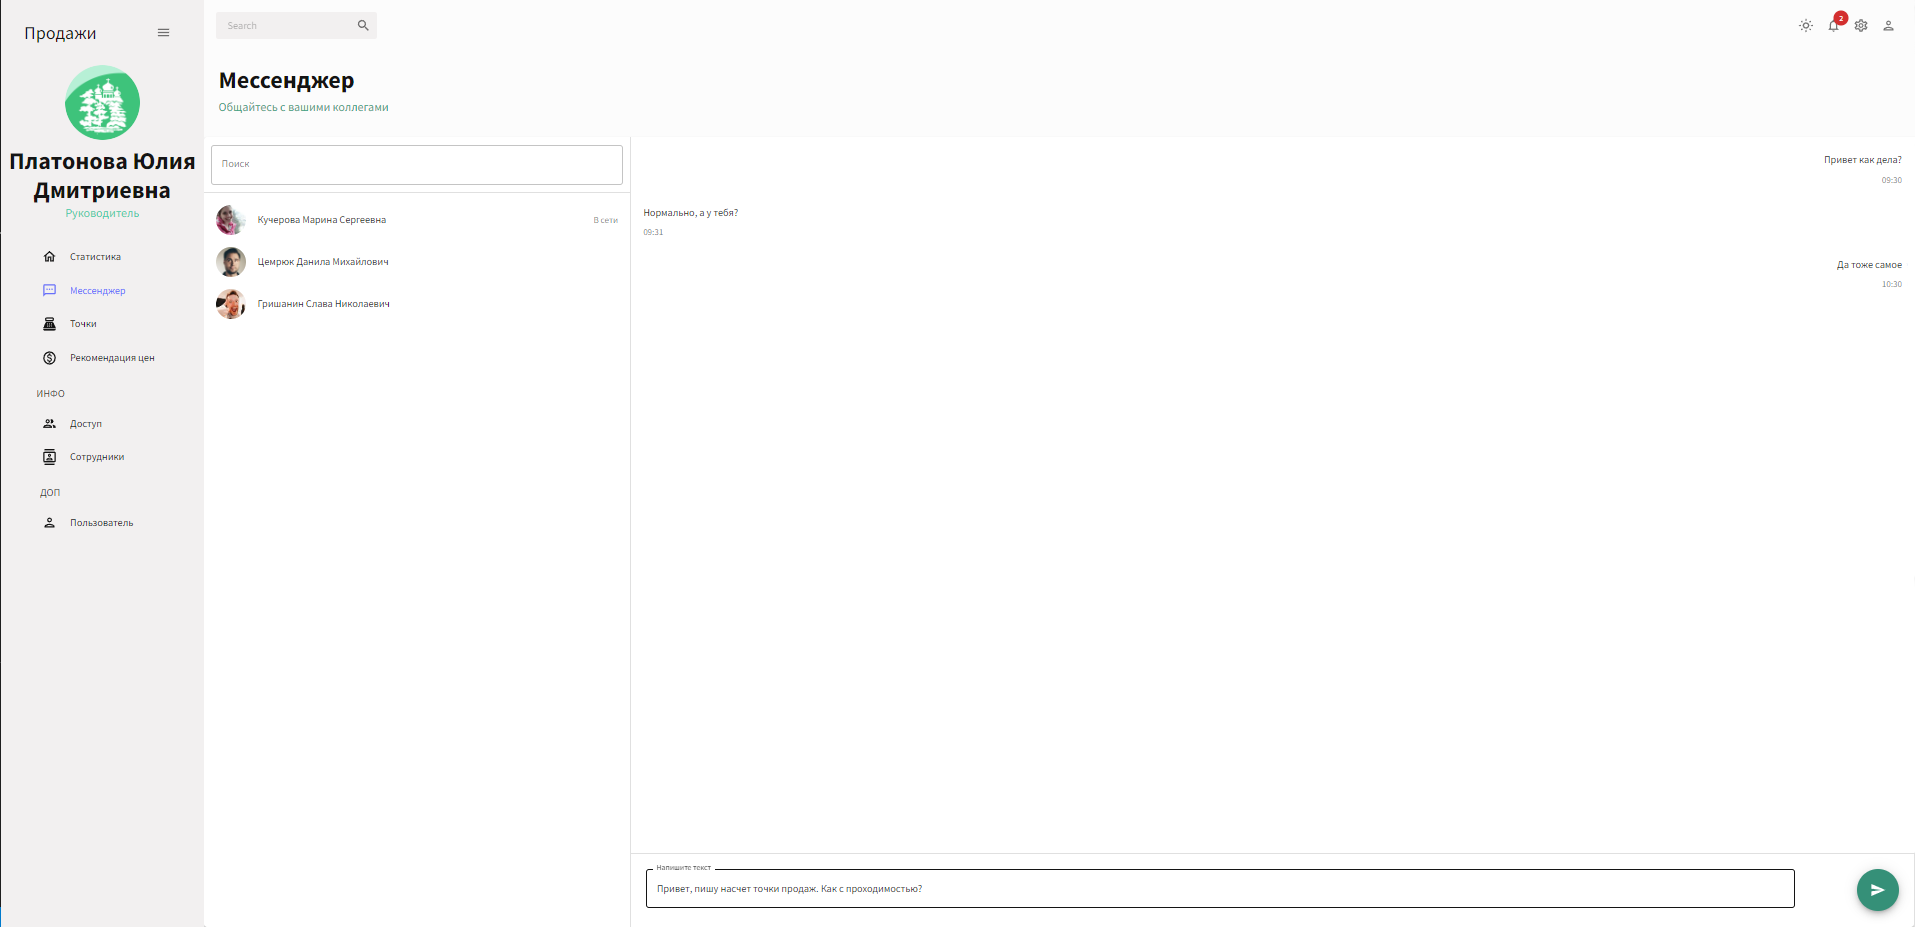 Продажи
Платонова Юлия
Дмитриевна
Руководитель
Статистика
Мессенджер
Точки
Рекомендация цен
ИНФО
Доступ
Сотрудники
ДОП
Пользователь
Search
2
Мессенджер
Общайтесь с вашими коллегами
Поиск
Кучерова Марина Сергеевна
В сети
Цемрюк Данила Михайлович
Гришанин Слава Николаевич
Привет как дела?
09:30
Нормально, а у тебя?
09:31
Да тоже самое
10:30
Напишите текст
Привет, пишу насчет точки продаж. Как с проходимостью?